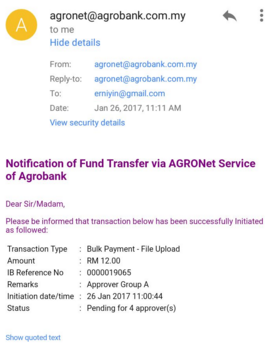 A
agronet@agrobank.com.my
to me
Hide details
From: agronet@agrobank.com.my
Reply-to: agronet@agrobank.com.my
To: erniyin@gmail.com
Date: Jan 26, 2017, 11:11 AM
View security details
Notification of Fund Transfer via AGRONet Service
of Agrobank
Dear Sir/Madam,
Please be informed that transaction below has been successfully Initiated
as followed:
Transaction Type : Bulk Payment - File Upload
Amount : RM 12.00
IB Reference No : 0000019065
Remarks : Approver Group A
Initiation date/time : 26 Jan 2017 11:00:44
Status : Pending for 4 approver(s)
Show quoted text